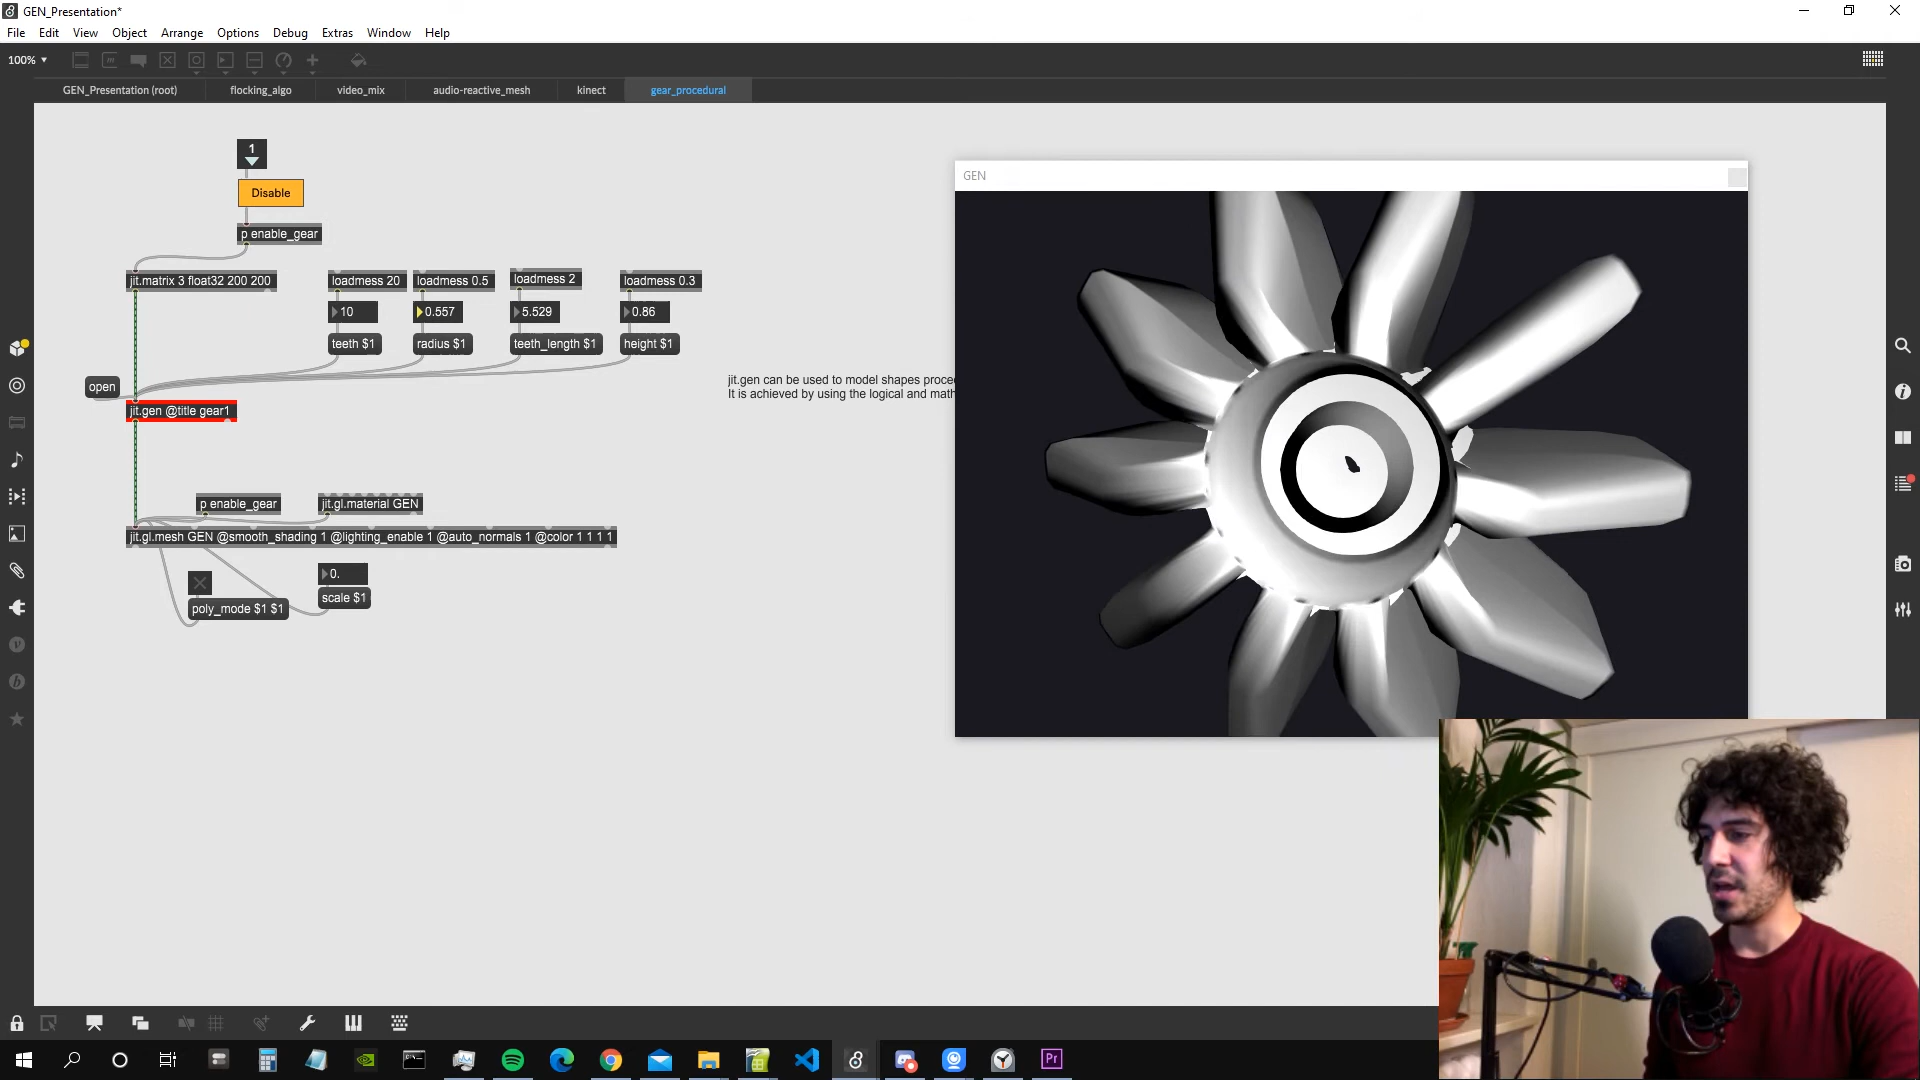 GEN_Presentation*
File Edit View Object Arrange Options Debug Extras Window Help
100%
GEN_Presentation (root) flocking_algo video_mix audio-reactive_mesh kinect gear_procedural
1
Disable
p enable_gear
jit.matrix 3 float32 200 200
loadmess 20 loadmess 0.5 loadmess 2 loadmess 0.3
10 0.557 5.529 0.86
teeth $1 radius $1 teeth_length $1 height $1
open
jit.gen @title gear1
jit.gen can be used to model shapes proce
It is achieved by using the logical and math
p enable_gear
jit.gl.material GEN
jit.gl.mesh GEN @smooth_shading 1 @lighting_enable 1 @auto_normals 1 @color 1 1 1 1
0.
scale $1
poly_mode $1 $1
GEN
Pr